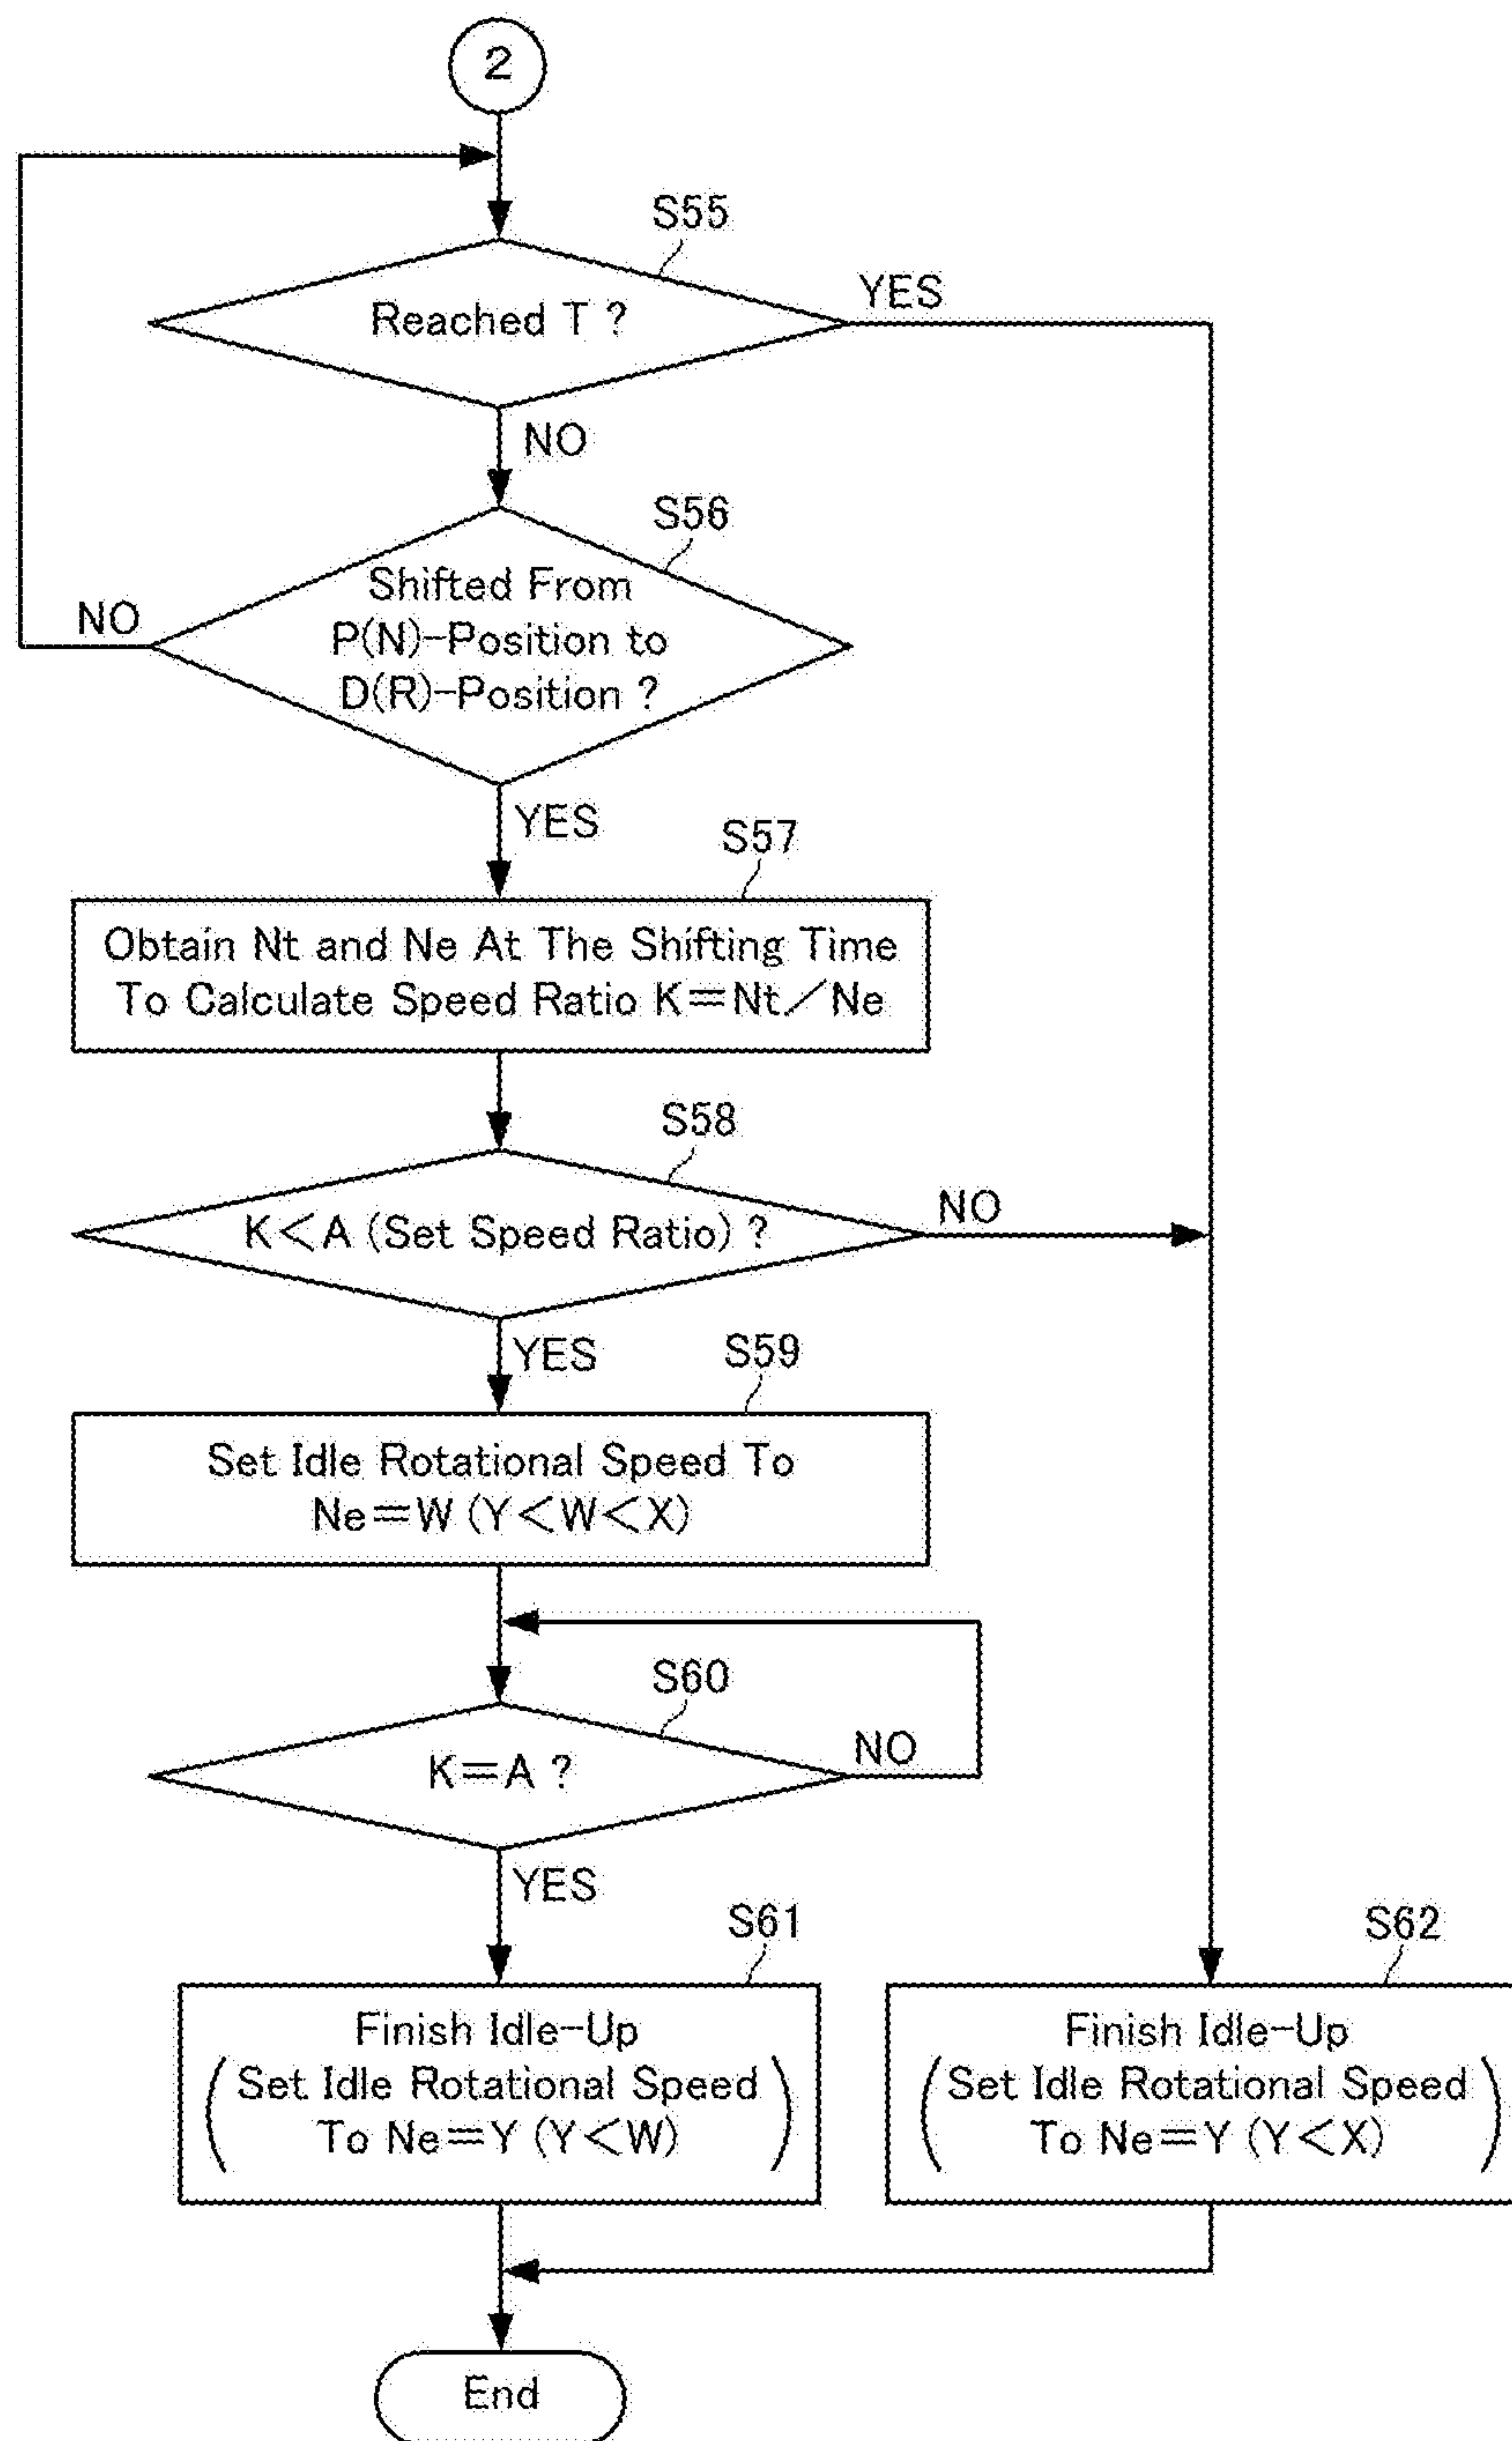 2
S55
Reached T ?
YES
NO
S56
Shifted From
P(N)-Position to
D(R)-Position ?
NO
YES
S57
Obtain Nt and Ne At The Shifting Time
To Calculate Speed Ratio K=Nt/Ne
S58
K<A (Set Speed Ratio) ?
NO
YES
S59
Set Idle Rotational Speed To
Ne=W (Y<W<X)
S60
K=A ?
NO
YES
S61
Finish Idle-Up
(Set Idle Rotational Speed
To Ne=Y (Y<W))
S62
Finish Idle-Up
(Set Idle Rotational Speed
To Ne=Y (Y<X))
End